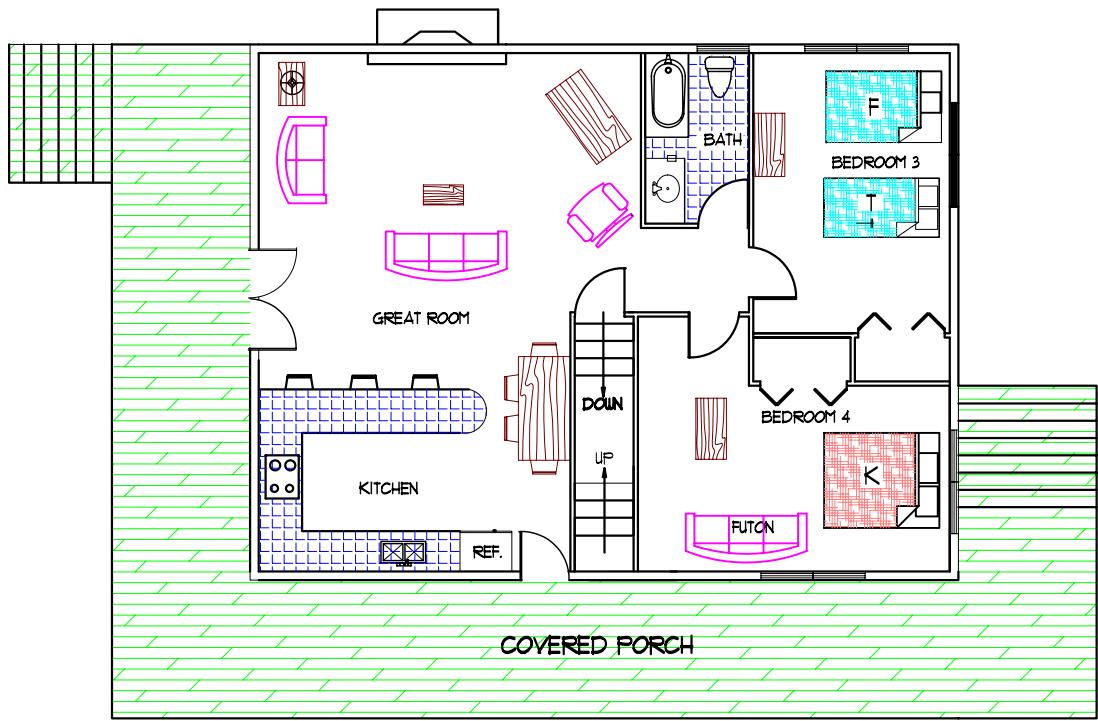 F
BATH
BEDROOM 3
T
T
GREAT ROOM
DOWN
BEDROOM 4
UP
K
KITCHEN
FUTON
REF.
COVERED PORCH